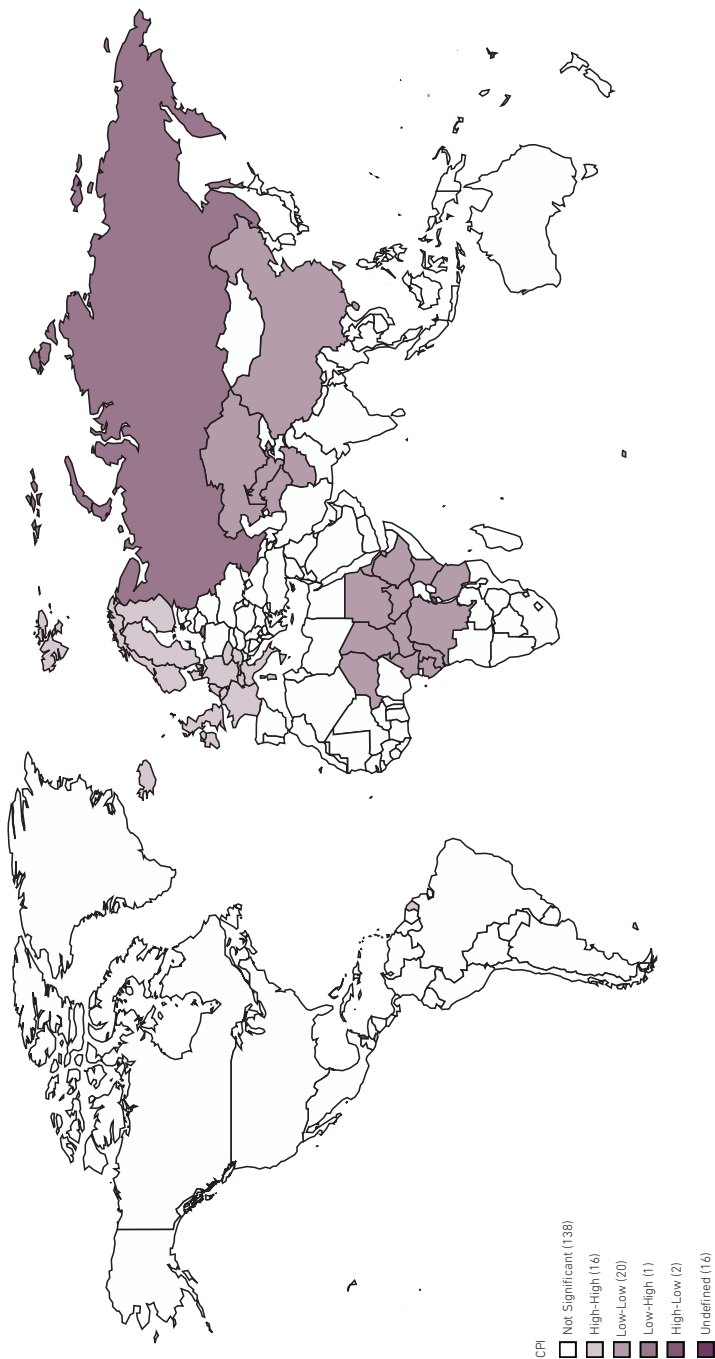 CPI
Not Significant (138)
High-High (16)
Low-Low (20)
Low-High (1)
High-Low (2)
Undefined (16)